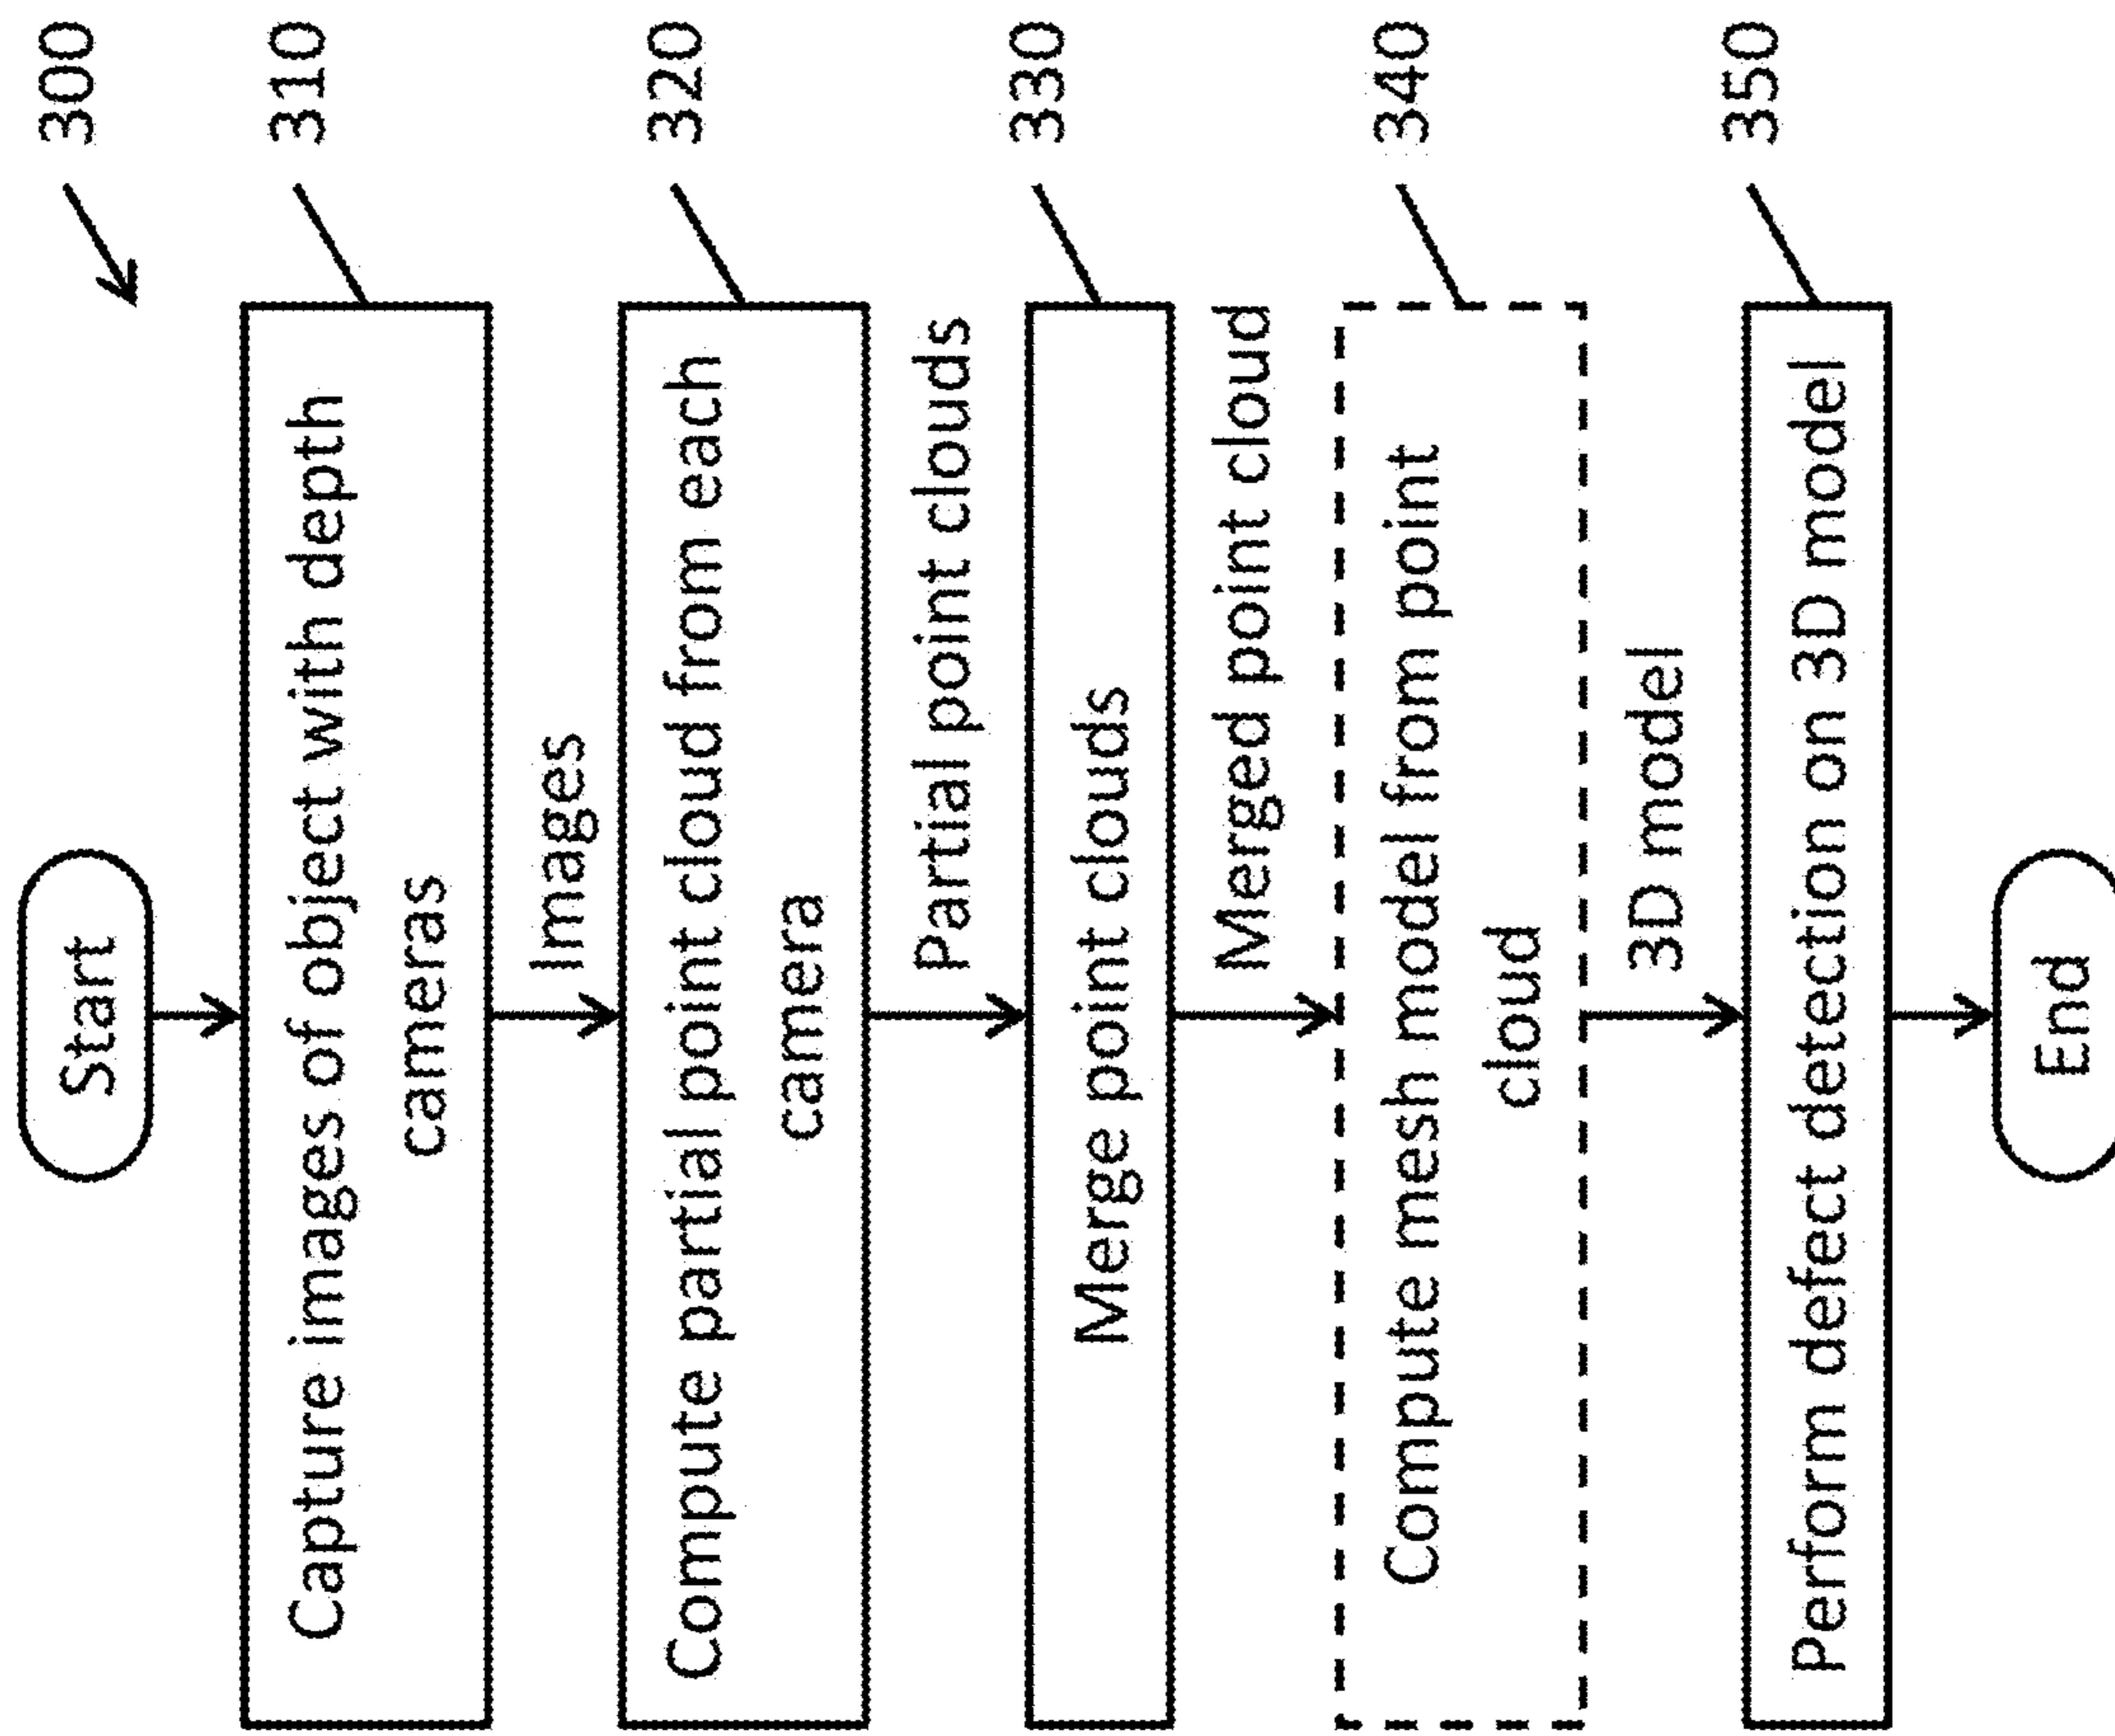 300
Start
310
Capture images of object with depth
cameras
Images
320
Compute partial point cloud from each
camera
Partial point clouds
330
Merge point clouds
Merged point cloud
340
Compute mesh model from point
cloud
3D model
350
Perform defect detection on 3D model
End